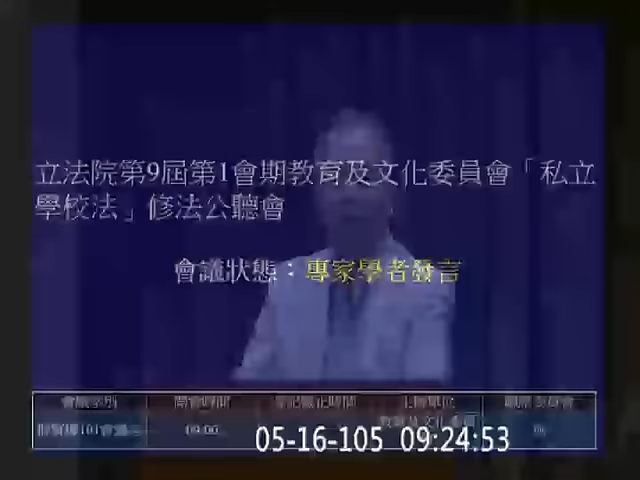 立法院第9屆第1會期教育及文化委員會「私立
學校法」修法公聽會
會議狀態：專家學者發言
05-16-105 09:24:53